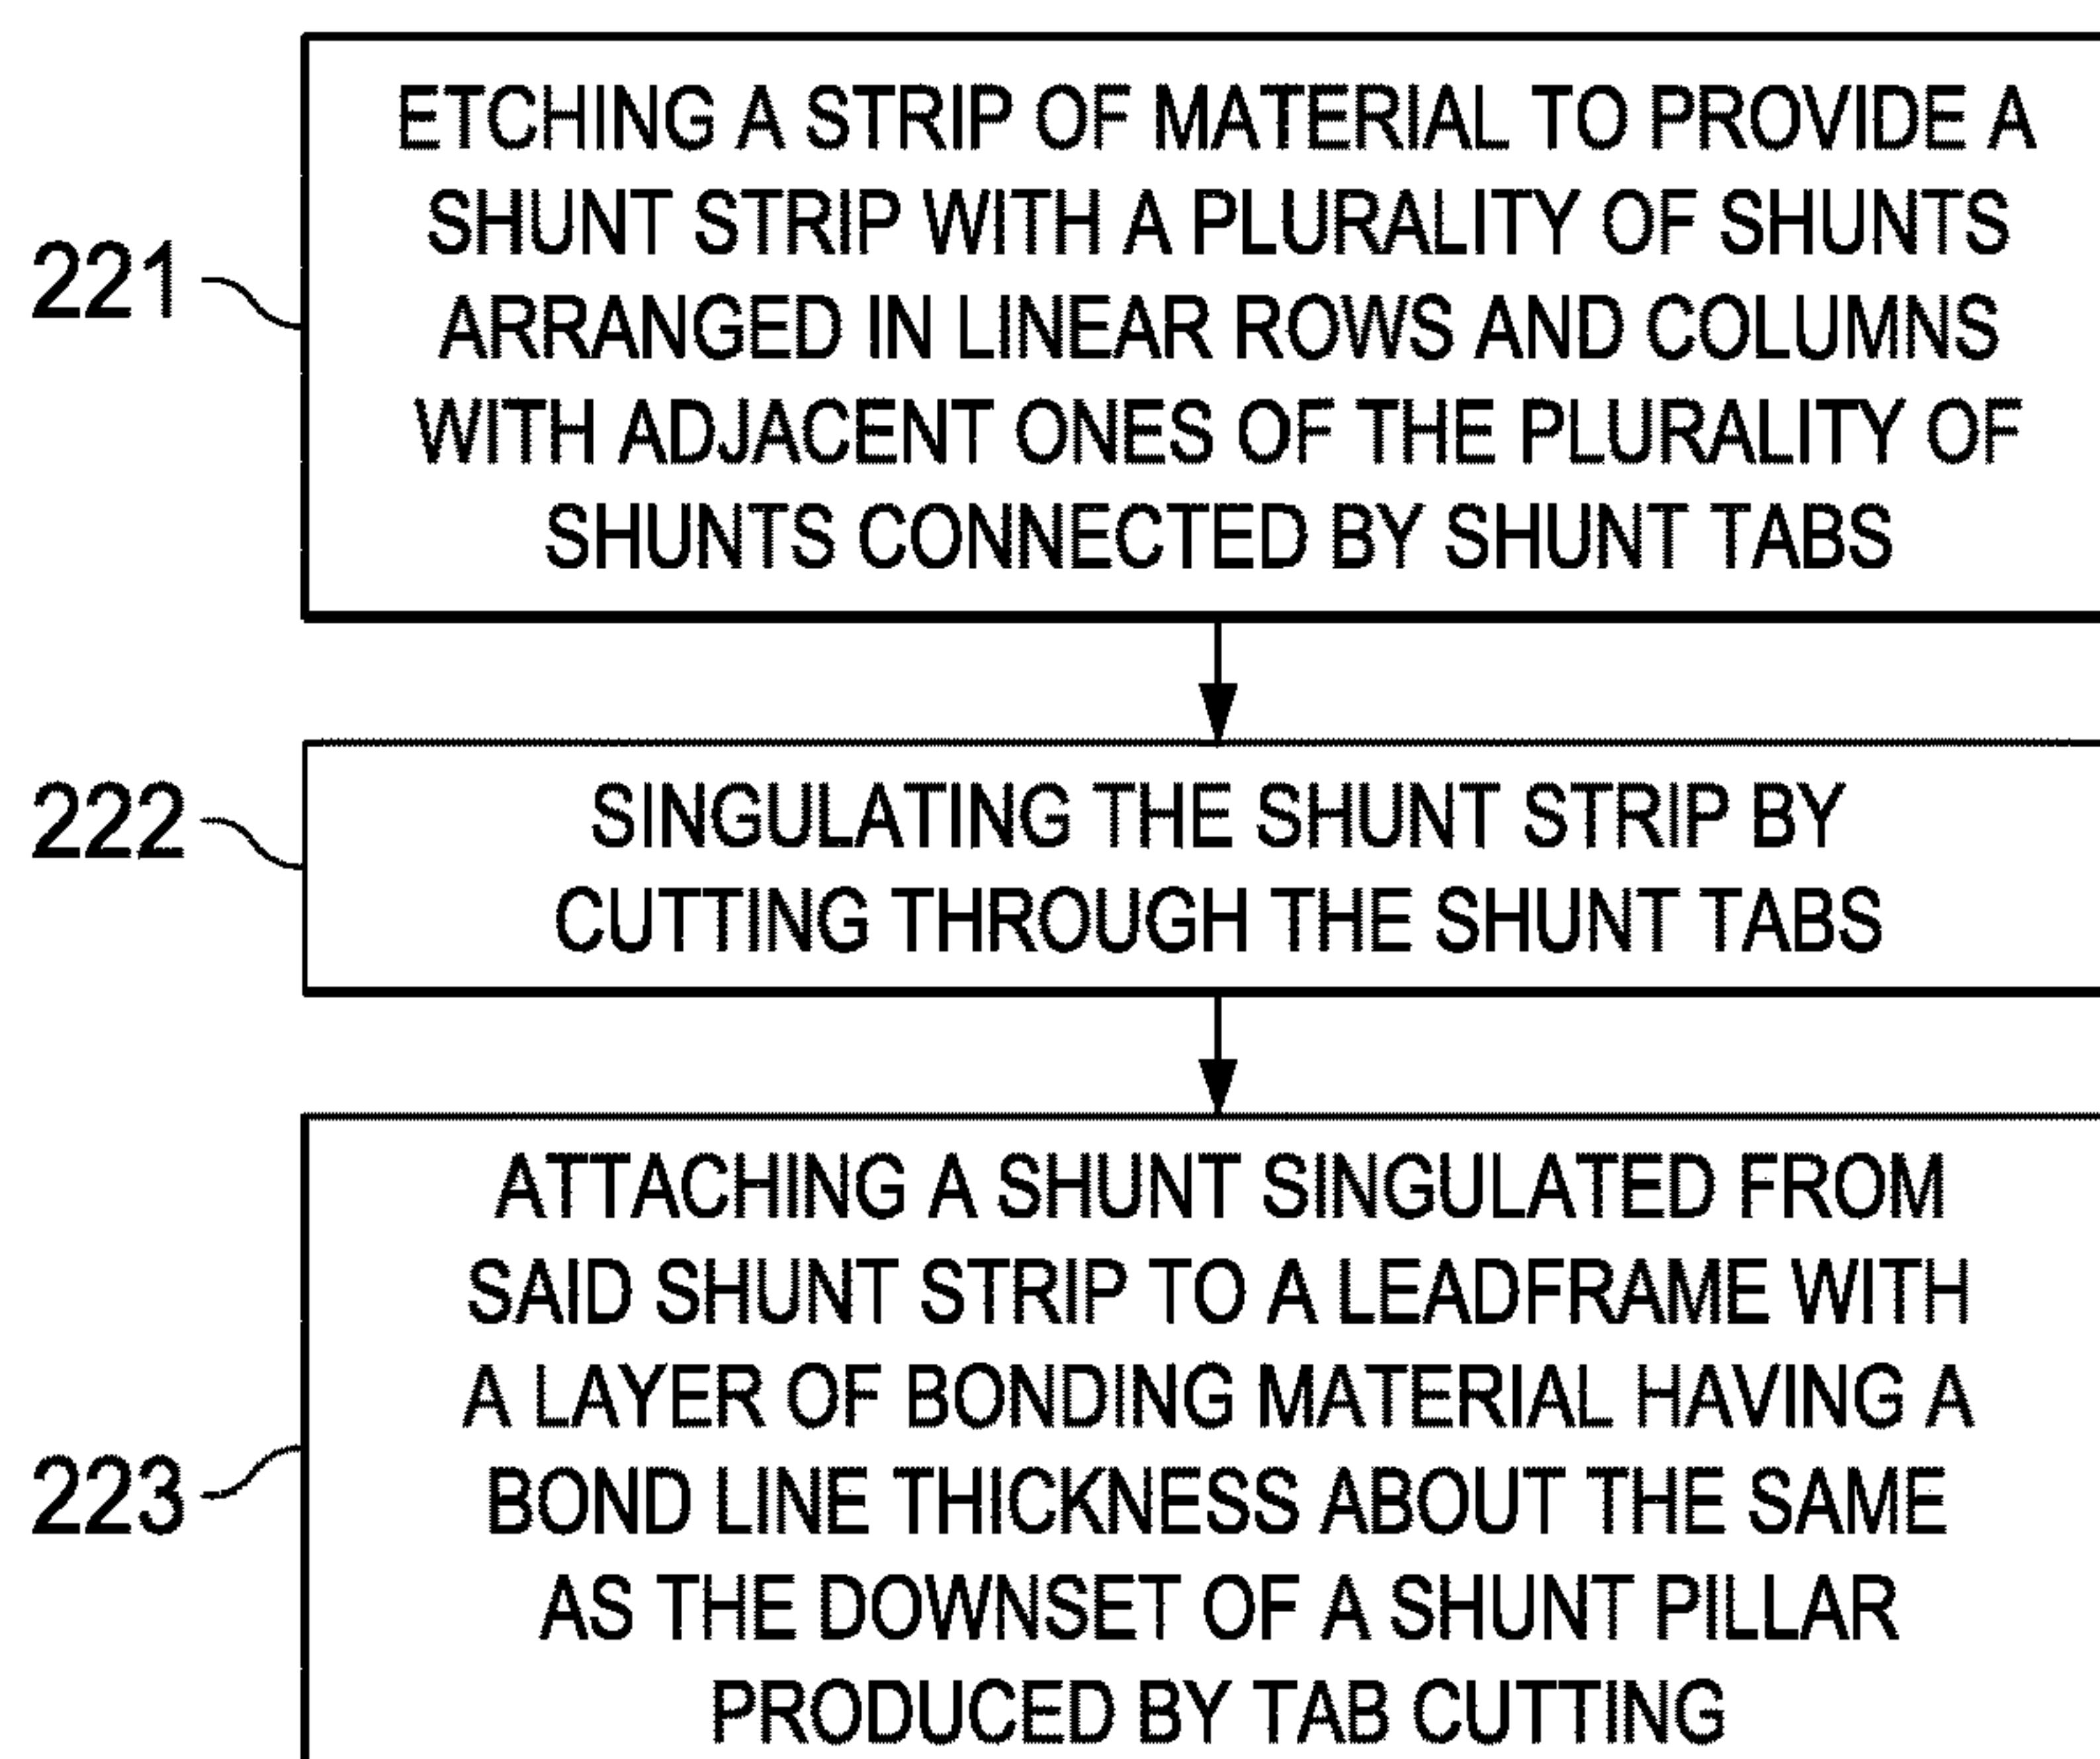 221
ETCHING A STRIP OF MATERIAL TO PROVIDE A
SHUNT STRIP WITH A PLURALITY OF SHUNTS
ARRANGED IN LINEAR ROWS AND COLUMNS
WITH ADJACENT ONES OF THE PLURALITY OF
SHUNTS CONNECTED BY SHUNT TABS
222
SINGULATING THE SHUNT STRIP BY
CUTTING THROUGH THE SHUNT TABS
223
ATTACHING A SHUNT SINGULATED FROM
SAID SHUNT STRIP TO A LEADFRAME WITH
A LAYER OF BONDING MATERIAL HAVING A
BOND LINE THICKNESS ABOUT THE SAME
AS THE DOWNSET OF A SHUNT PILLAR
PRODUCED BY TAB CUTTING